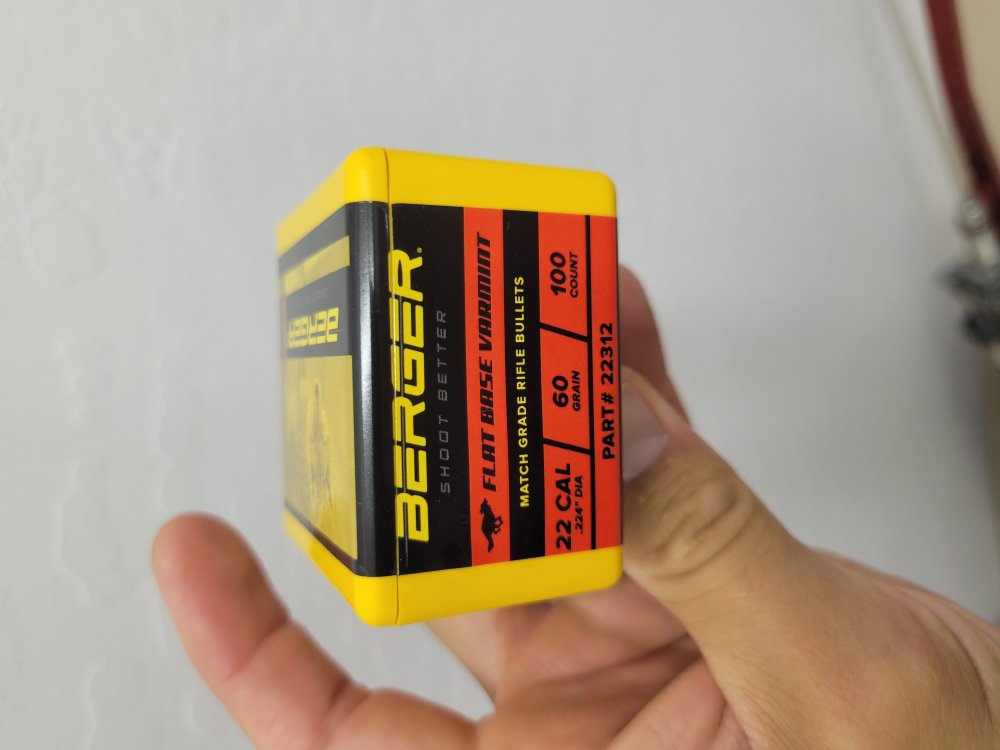 BERGER®
SHOOT BETTER
FLAT BASE VARMINT
MATCH GRADE RIFLE BULLETS
22 CAL 60 100
.224" DIA GRAIN COUNT
PART# 22312
BERGER